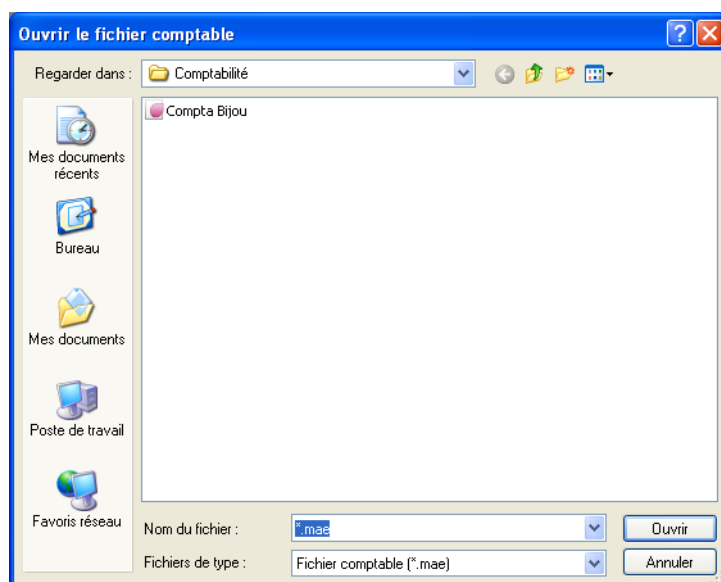 Ouvrir le fichier comptable
Regarder dans :
Comptabilité
Compta Bijou
Mes documents
récents
Bureau
Mes documents
Poste de travail
Favoris réseau
Nom du fichier :
*.mae
Ouvrir
Fichiers de type :
Fichier comptable (*.mae)
Annuler